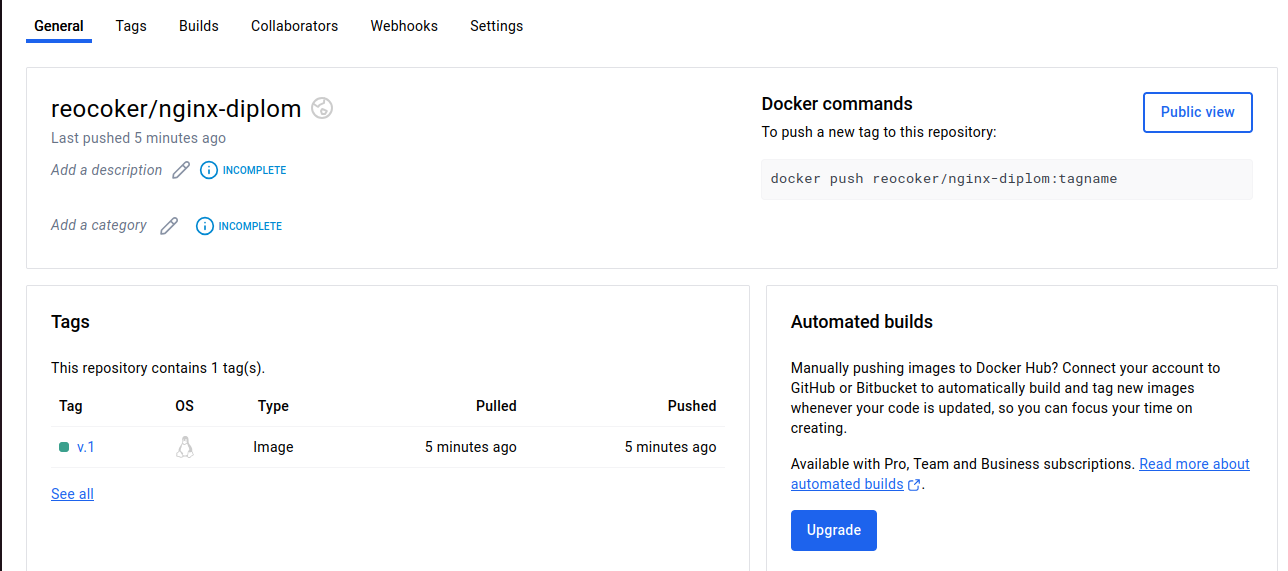 General Tags Builds Collaborators Webhooks Settings
reocoker/nginx-diplom
Last pushed 5 minutes ago
Add a description INCOMPLETE
Add a category INCOMPLETE
Docker commands
Public view
To push a new tag to this repository:
docker push reocoker/nginx-diplom:tagname
Tags
This repository contains 1 tag(s).
Tag OS Type Pulled Pushed
v.1 Image 5 minutes ago 5 minutes ago
See all
Automated builds
Manually pushing images to Docker Hub? Connect your account to
GitHub or Bitbucket to automatically build and tag new images
whenever your code is updated, so you can focus your time on
creating.
Available with Pro, Team and Business subscriptions. Read more about
automated builds.
Upgrade